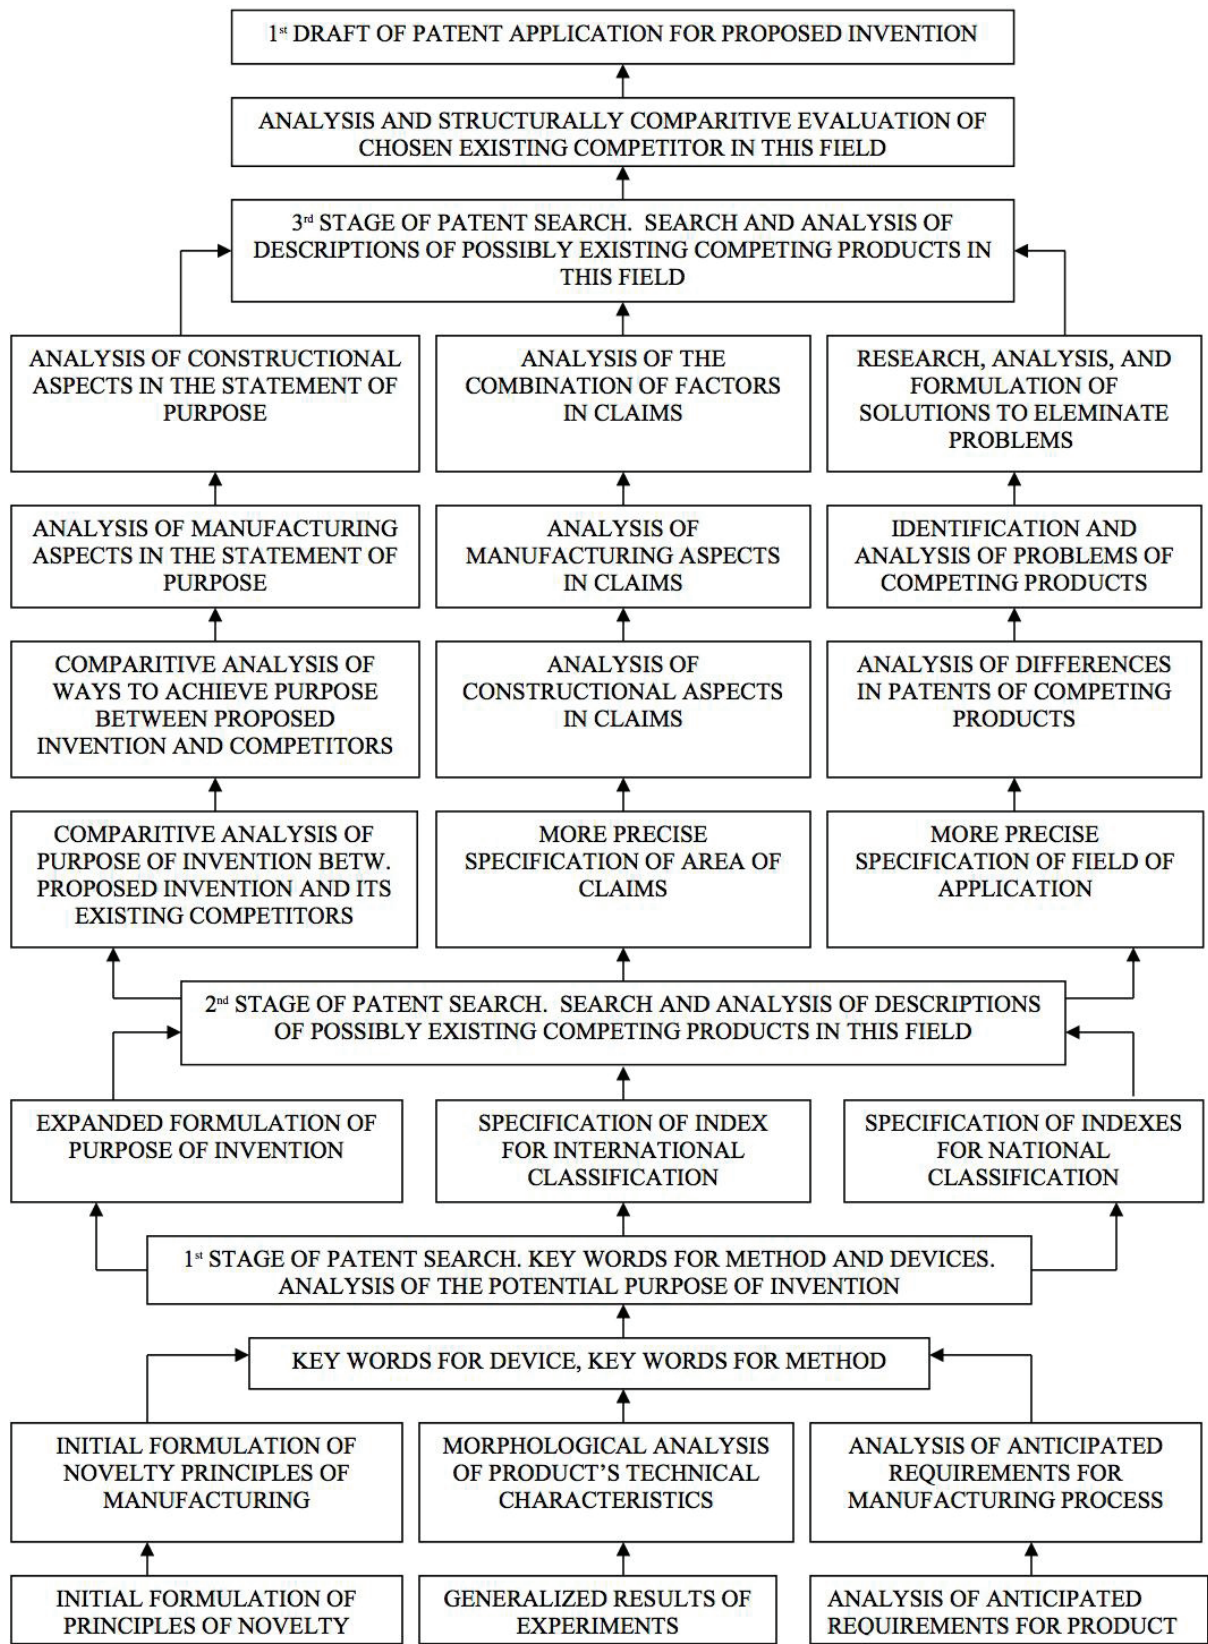 1st DRAFT OF PATENT APPLICATION FOR PROPOSED INVENTION
ANALYSIS AND STRUCTURALLY COMPARITIVE EVALUATION OF
CHOSEN EXISTING COMPETITOR IN THIS FIELD
3rd STAGE OF PATENT SEARCH. SEARCH AND ANALYSIS OF
DESCRIPTIONS OF POSSIBLY EXISTING COMPETING PRODUCTS IN
THIS FIELD
ANALYSIS OF CONSTRUCTIONAL
ASPECTS IN THE STATEMENT OF
PURPOSE
ANALYSIS OF THE
COMBINATION OF FACTORS
IN CLAIMS
RESEARCH, ANALYSIS, AND
FORMULATION OF
SOLUTIONS TO ELEMINATE
PROBLEMS
ANALYSIS OF MANUFACTURING
ASPECTS IN THE STATEMENT OF
PURPOSE
ANALYSIS OF
MANUFACTURING ASPECTS
IN CLAIMS
IDENTIFICATION AND
ANALYSIS OF PROBLEMS OF
COMPETING PRODUCTS
COMPARITIVE ANALYSIS OF
WAYS TO ACHIEVE PURPOSE
BETWEEN PROPOSED
INVENTION AND COMPETITORS
ANALYSIS OF
CONSTRUCTIONAL ASPECTS
IN CLAIMS
ANALYSIS OF DIFFERENCES
IN PATENTS OF COMPETING
PRODUCTS
COMPARITIVE ANALYSIS OF
PURPOSE OF INVENTION BETW.
PROPOSED INVENTION AND ITS
EXISTING COMPETITORS
MORE PRECISE
SPECIFICATION OF AREA OF
CLAIMS
MORE PRECISE
SPECIFICATION OF FIELD OF
APPLICATION
2nd STAGE OF PATENT SEARCH. SEARCH AND ANALYSIS OF DESCRIPTIONS
OF POSSIBLY EXISTING COMPETING PRODUCTS IN THIS FIELD
EXPANDED FORMULATION OF
PURPOSE OF INVENTION
SPECIFICATION OF INDEX
FOR INTERNATIONAL
CLASSIFICATION
SPECIFICATION OF INDEXES
FOR NATIONAL
CLASSIFICATION
1st STAGE OF PATENT SEARCH. KEY WORDS FOR METHOD AND DEVICES.
ANALYSIS OF THE POTENTIAL PURPOSE OF INVENTION
KEY WORDS FOR DEVICE, KEY WORDS FOR METHOD
INITIAL FORMULATION OF
NOVELTY PRINCIPLES OF
MANUFACTURING
MORPHOLOGICAL ANALYSIS
OF PRODUCT'S TECHNICAL
CHARACTERISTICS
ANALYSIS OF ANTICIPATED
REQUIREMENTS FOR
MANUFACTURING PROCESS
INITIAL FORMULATION OF
PRINCIPLES OF NOVELTY
GENERALIZED RESULTS OF
EXPERIMENTS
ANALYSIS OF ANTICIPATED
REQUIREMENTS FOR PRODUCT